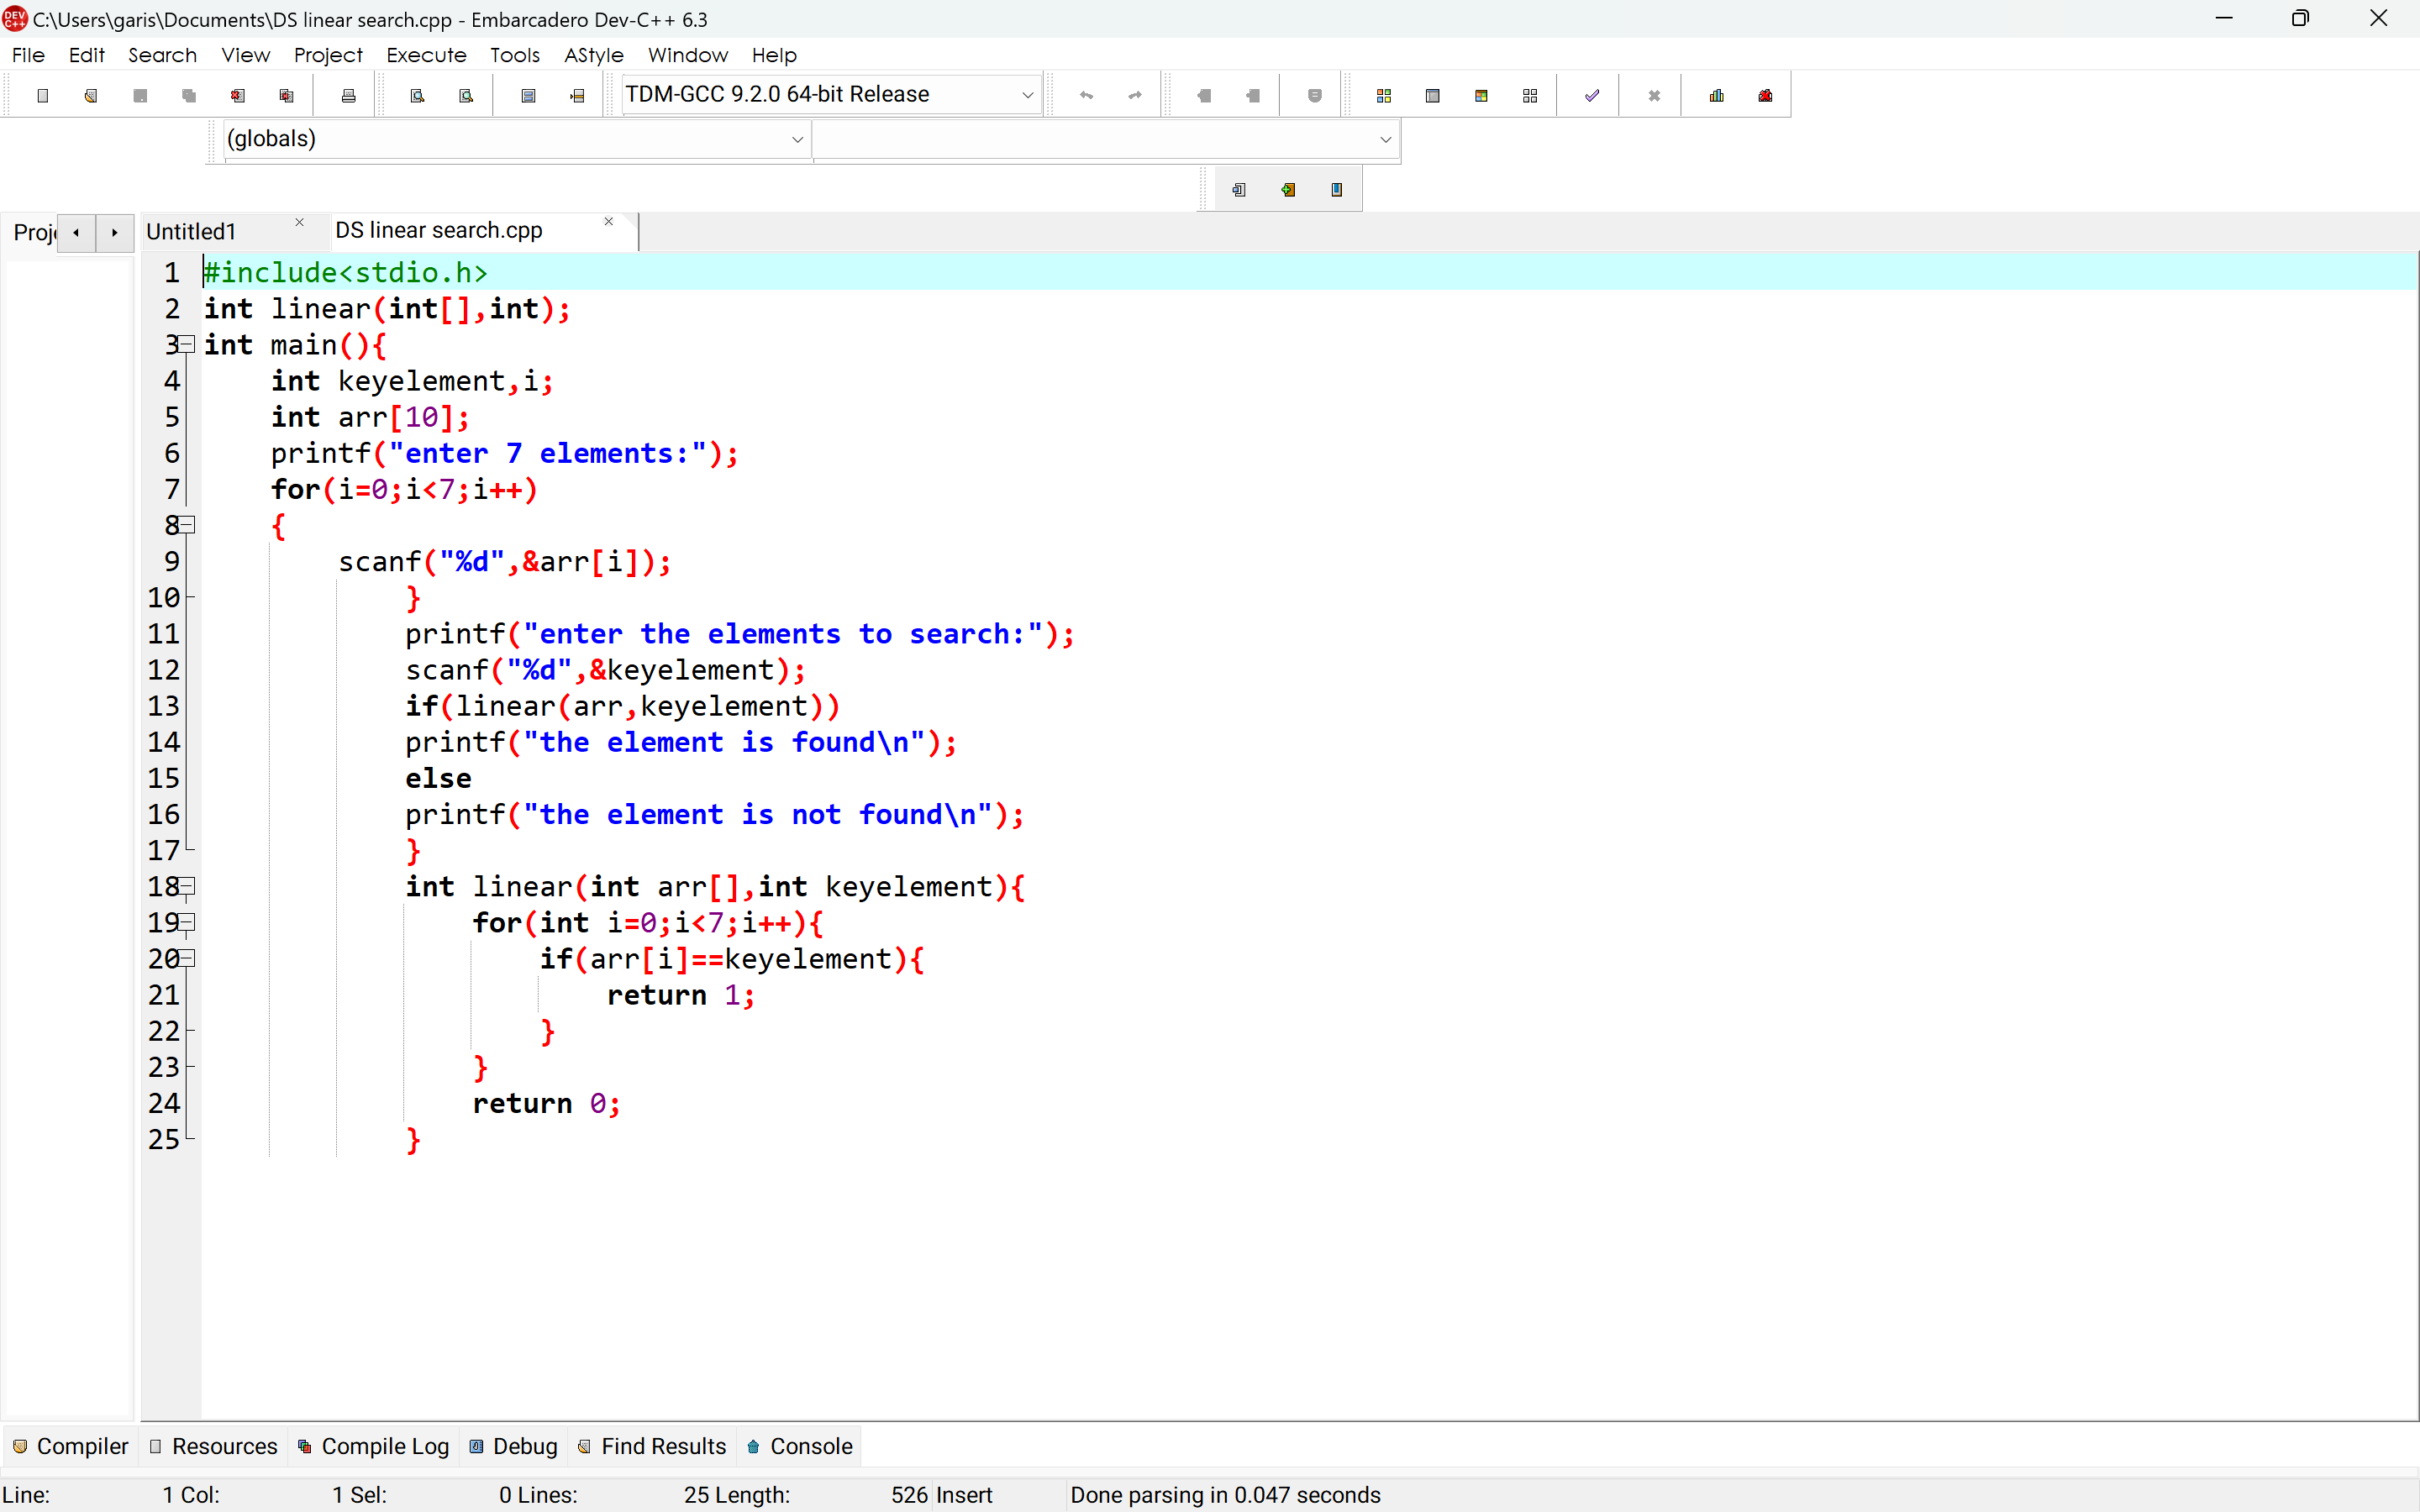 C:\Users\garis\Documents\DS linear search.cpp - Embarcadero Dev-C++ 6.3
File Edit Search View Project Execute Tools AStyle Window Help
TDM-GCC 9.2.0 64-bit Release
(globals)
Proj Untitled1 DS linear search.cpp
1 #include<stdio.h>
2 int linear(int[],int);
3 int main(){
4 int keyelement,i;
5 int arr[10];
6 printf("enter 7 elements:");
7 for(i=0;i<7;i++)
8 {
9 scanf("%d",&arr[i]);
10 }
11 printf("enter the elements to search:");
12 scanf("%d",&keyelement);
13 if(linear(arr,keyelement))
14 printf("the element is found\n");
15 else
16 printf("the element is not found\n");
17 }
18 int linear(int arr[],int keyelement){
19 for(int i=0;i<7;i++){
20 if(arr[i]==keyelement){
21 return 1;
22 }
23 }
24 return 0;
25 }
Compiler Resources Compile Log Debug Find Results Console
Line: 1 Col: 1 Sel: 0 Lines: 25 Length: 526 Insert Done parsing in 0.047 seconds